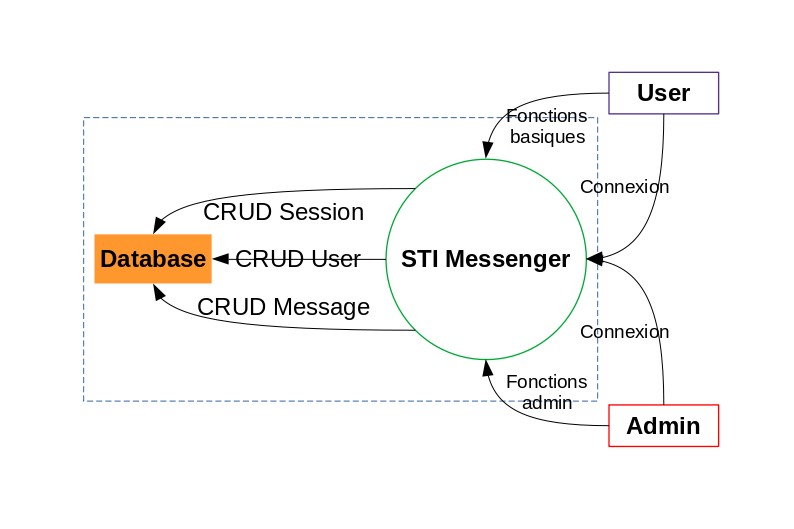 User
Fonctions
basiques
Connexion
CRUD Session
Database
CRUD User
STI Messenger
CRUD Message
Connexion
Fonctions
admin
Admin